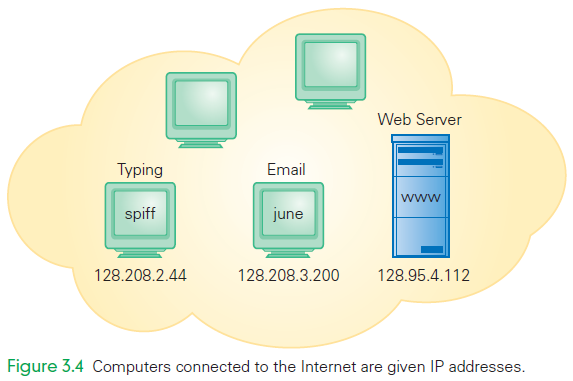 Web Server
Typing
Email
spiff
june
www
128.208.2.44
128.208.3.200
128.95.4.112
Figure 3.4 Computers connected to the Internet are given IP addresses.